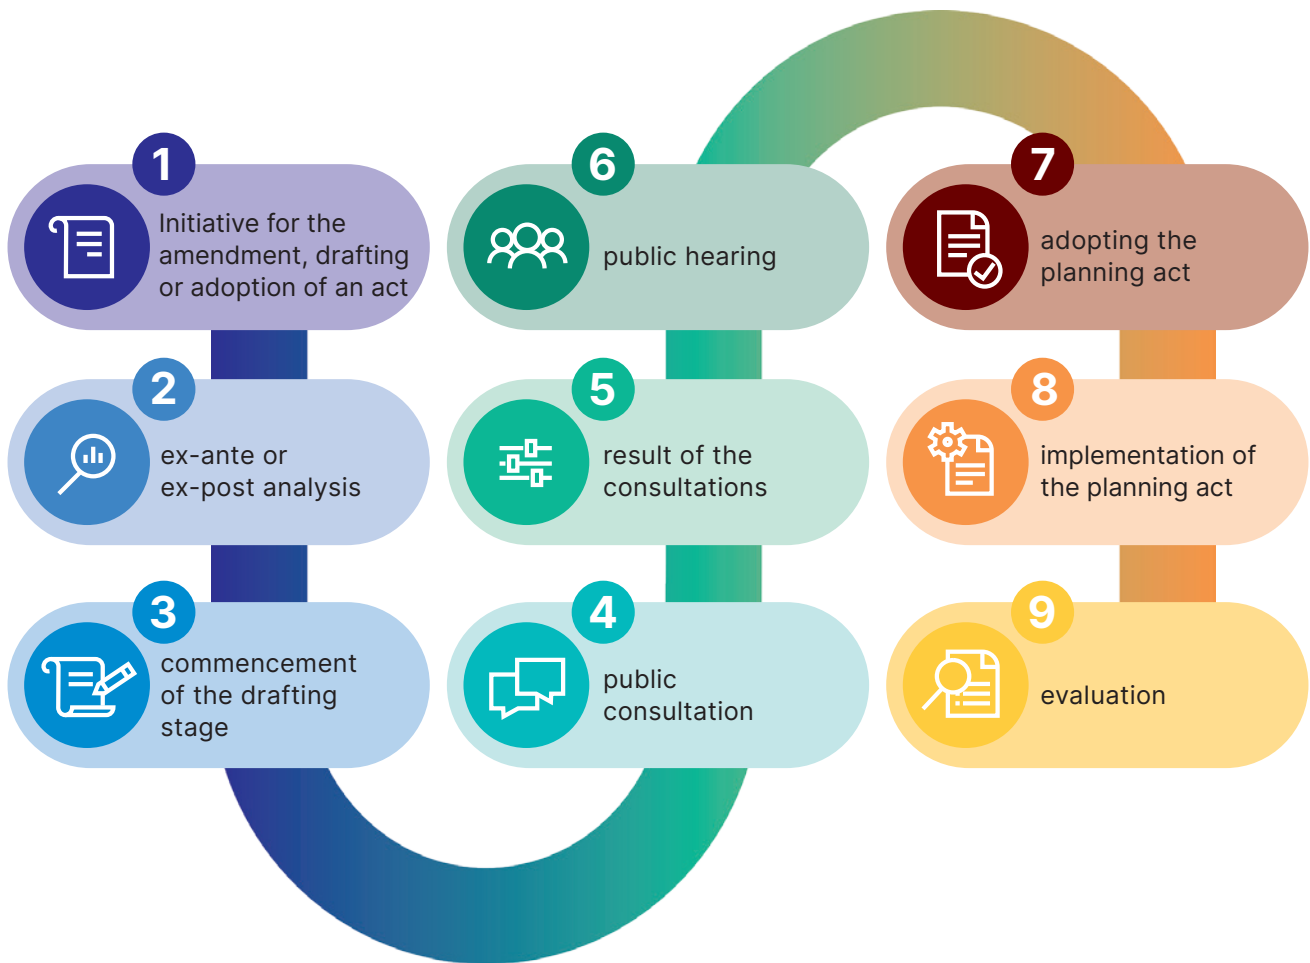 1
Initiative for the
amendment, drafting
or adoption of an act
2
ex-ante or
ex-post analysis
3
commencement
of the drafting
stage
4
public
consultation
5
result of the
consultations
6
public hearing
7
adopting the
planning act
8
implementation of
the planning act
9
evaluation